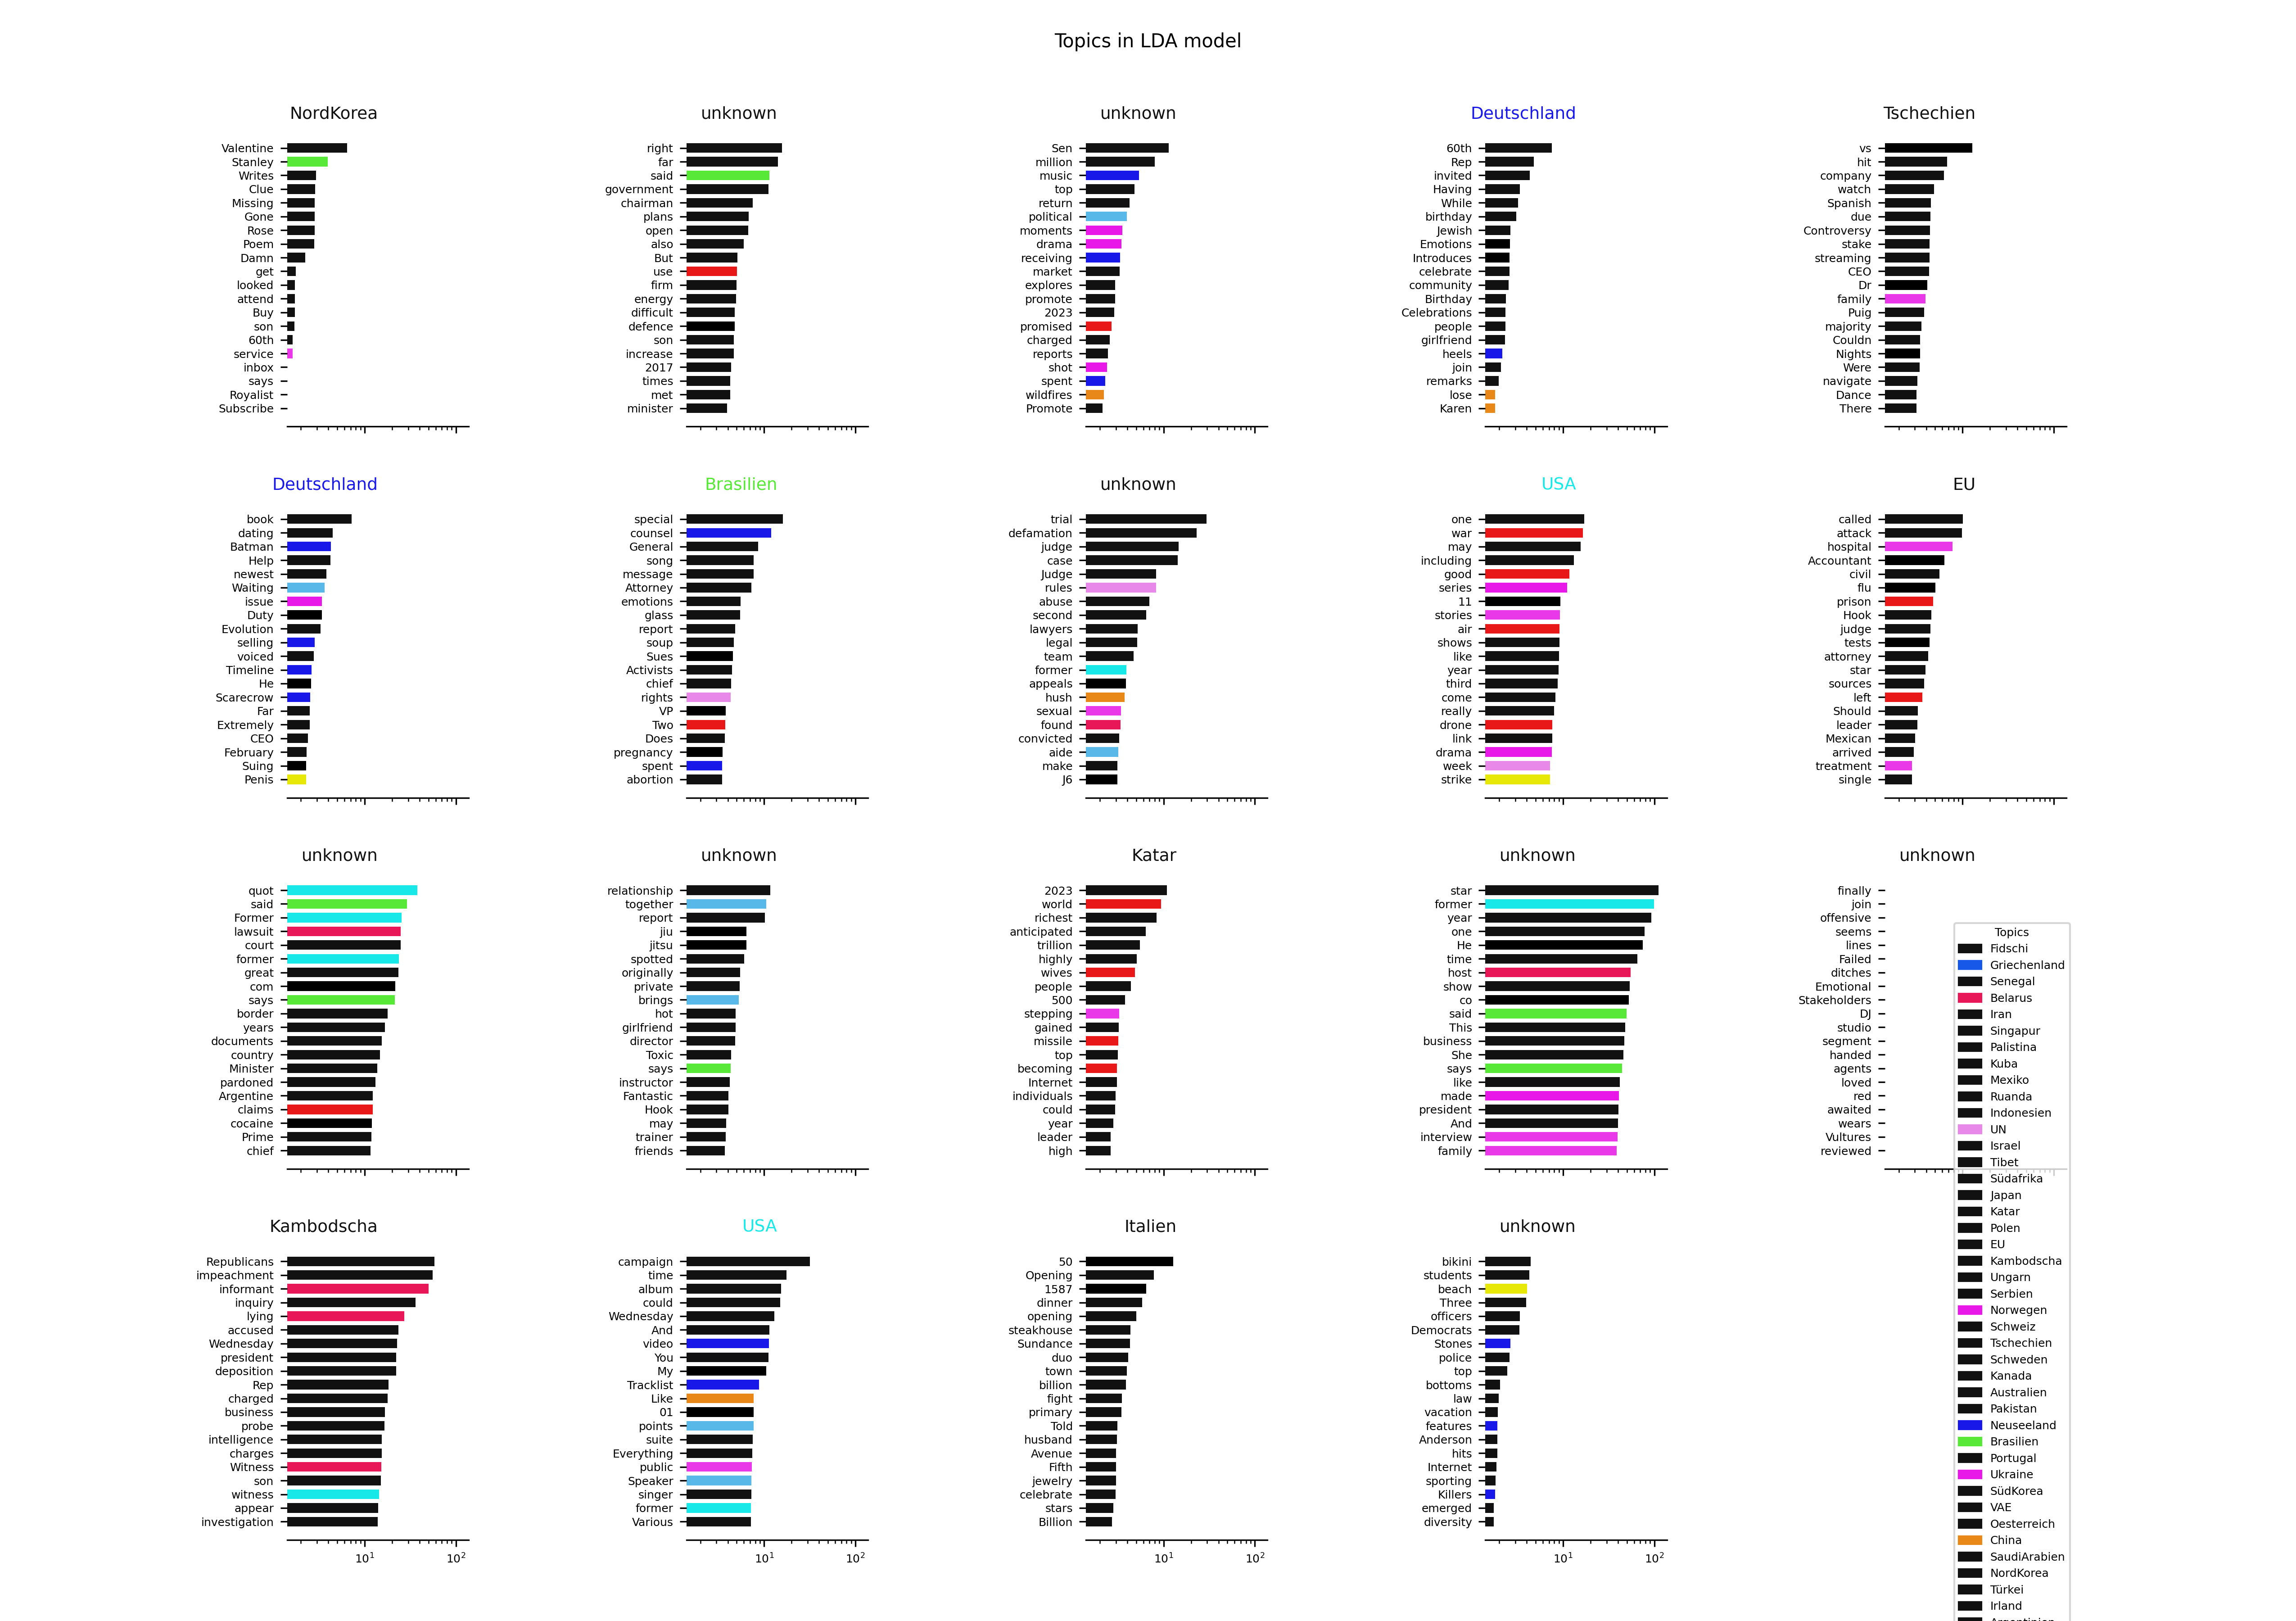 Topics in LDA model
NordKorea
Valentine
Stanley
Writes
Clue
Missing
Gone
Rose
Poem
Damn
get
looked
attend
Buy
son
60th
service
inbox
says
Royalist
Subscribe
unknown
right
far
said
government
chairman
plans
open
also
But
use
firm
energy
difficult
defence
son
increase
2017
times
met
minister
unknown
Sen
million
music
top
return
political
moments
drama
receiving
market
explores
promote
2023
promised
charged
reports
shot
spent
wildfires
Promote
Deutschland
60th
Rep
invited
Having
While
birthday
Jewish
Emotions
Introduces
celebrate
community
Birthday
Celebrations
people
girlfriend
heels
join
remarks
lose
Karen
Tschechien
vs
hit
company
watch
Spanish
due
Controversy
stake
streaming
CEO
Dr
family
Puig
majority
Couldn
Nights
Were
navigate
Dance
There
Deutschland
book
dating
Batman
Help
newest
Waiting
issue
Duty
Evolution
selling
voiced
Timeline
He
Scarecrow
Far
Extremely
CEO
February
Suing
Penis
Brasilien
special
counsel
General
song
message
Attorney
emotions
glass
report
soup
Sues
Activists
chief
rights
VP
Two
Does
pregnancy
spent
abortion
unknown
trial
defamation
judge
case
Judge
rules
abuse
second
lawyers
legal
team
former
appeals
hush
sexual
found
convicted
aide
make
J6
USA
one
war
may
including
good
series
11
stories
air
shows
like
year
third
come
really
drone
link
drama
week
strike
EU
called
attack
hospital
Accountant
civil
flu
prison
Hook
judge
tests
attorney
star
sources
left
Should
leader
Mexican
arrived
treatment
single
unknown
quot
said
Former
lawsuit
court
former
great
com
says
border
years
documents
country
Minister
pardoned
Argentine
claims
cocaine
Prime
chief
unknown
relationship
together
report
jiu
jitsu
spotted
originally
private
brings
hot
girlfriend
director
Toxic
says
instructor
Fantastic
Hook
may
trainer
friends
Katar
2023
world
richest
anticipated
trillion
highly
wives
people
500
stepping
gained
missile
top
becoming
Internet
individuals
could
year
leader
high
unknown
star
former
year
one
He
time
host
show
co
said
This
business
She
says
like
made
president
And
interview
family
unknown
finally
join
offensive
seems
lines
Failed
ditches
Emotional
Stakeholders
DJ
studio
segment
handed
agents
loved
red
awaited
wears
Vultures
reviewed
Kambodscha
Republicans
impeachment
informant
inquiry
lying
accused
Wednesday
president
deposition
Rep
charged
business
probe
intelligence
charges
Witness
son
witness
appear
investigation
10¹ 10²
USA
campaign
time
album
could
Wednesday
And
video
You
My
Tracklist
Like
01
points
suite
Everything
public
Speaker
singer
former
Various
10¹ 10²
Italien
50
Opening
1587
dinner
opening
steakhouse
Sundance
duo
town
billion
fight
primary
Told
husband
Avenue
Fifth
jewelry
celebrate
stars
Billion
10¹ 10²
unknown
bikini
students
beach
Three
officers
Democrats
Stones
police
top
bottoms
law
vacation
features
Anderson
hits
Internet
sporting
Killers
emerged
diversity
10¹ 10²
Topics
Fidschi
Griechenland
Senegal
Belarus
Iran
Singapur
Palistina
Kuba
Mexiko
Ruanda
Indonesien
UN
Israel
Tibet
Südafrika
Japan
Katar
Polen
EU
Kambodscha
Ungarn
Serbien
Norwegen
Schweiz
Tschechien
Schweden
Kanada
Australien
Pakistan
Neuseeland
Brasilien
Portugal
Ukraine
SüdKorea
VAE
Oesterreich
China
SaudiArabien
NordKorea
Türkei
Irland